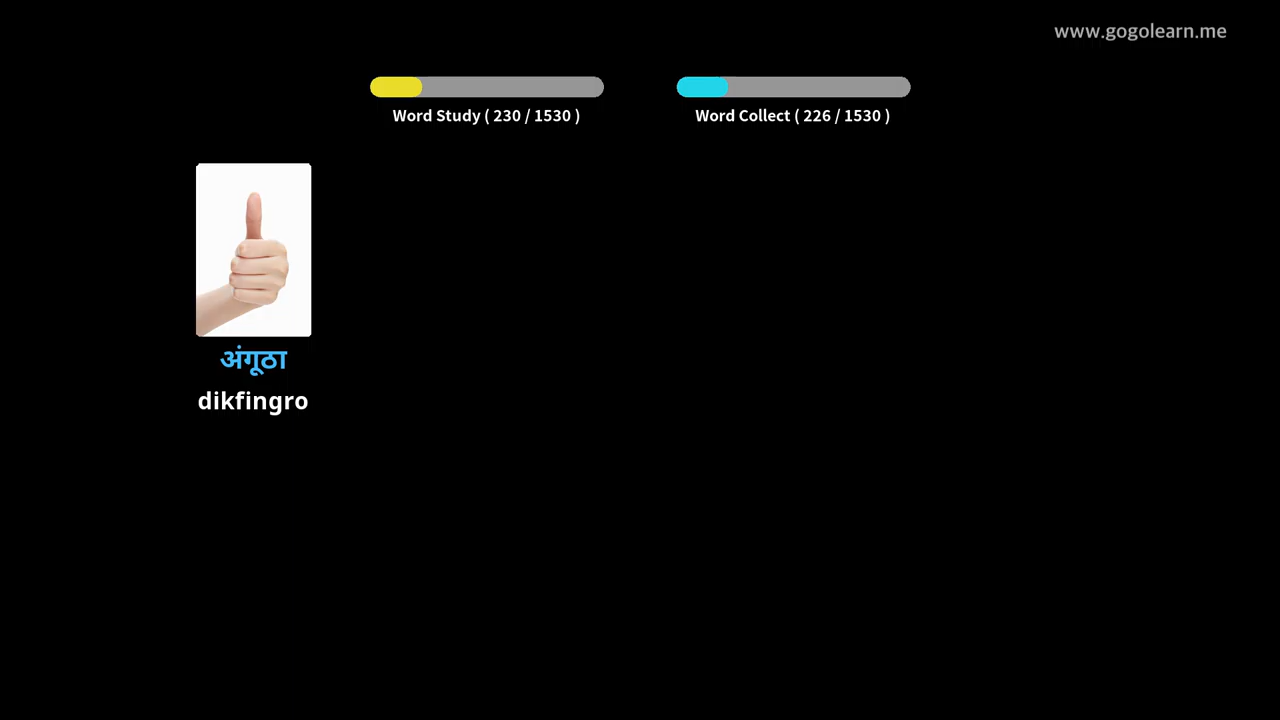 www.gogolearn.me
Word Study ( 230 / 1530 )
Word Collect ( 226 / 1530 )
अंगूठा
dikfingro